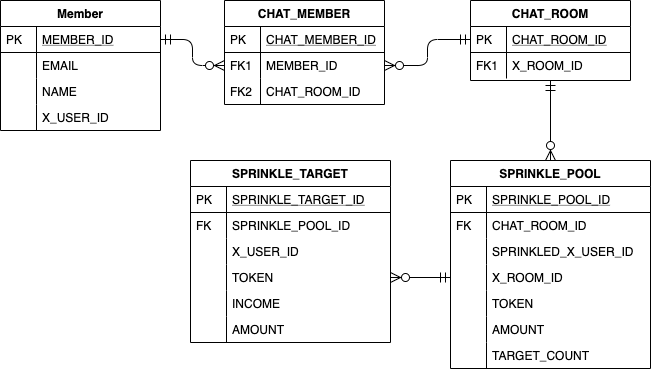 Member
PK MEMBER_ID
EMAIL
NAME
X_USER_ID
CHAT_MEMBER
PK CHAT_MEMBER_ID
FK1 MEMBER_ID
FK2 CHAT_ROOM_ID
CHAT_ROOM
PK CHAT_ROOM_ID
FK1 X_ROOM_ID
SPRINKLE_TARGET
PK SPRINKLE_TARGET_ID
FK SPRINKLE_POOL_ID
X_USER_ID
TOKEN
INCOME
AMOUNT
SPRINKLE_POOL
PK SPRINKLE_POOL_ID
FK CHAT_ROOM_ID
SPRINKLED_X_USER_ID
X_ROOM_ID
TOKEN
AMOUNT
TARGET_COUNT